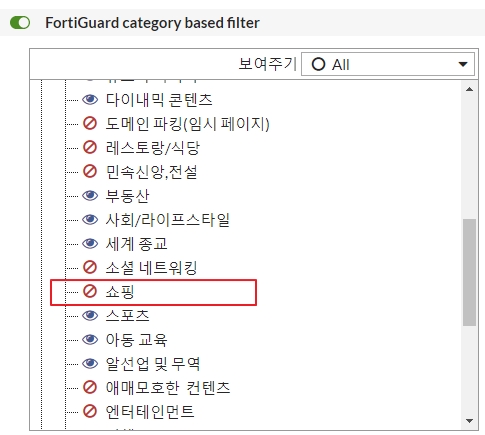 FortiGuard category based filter
보여주기 All
다이내믹 콘텐츠
도메인 파킹(임시 페이지)
레스토랑/식당
민속신앙,전설
부동산
사회/라이프스타일
세계 종교
소셜 네트워킹
쇼핑
스포츠
아동 교육
알선업 및 무역
애매모호한 컨텐츠
엔터테인먼트